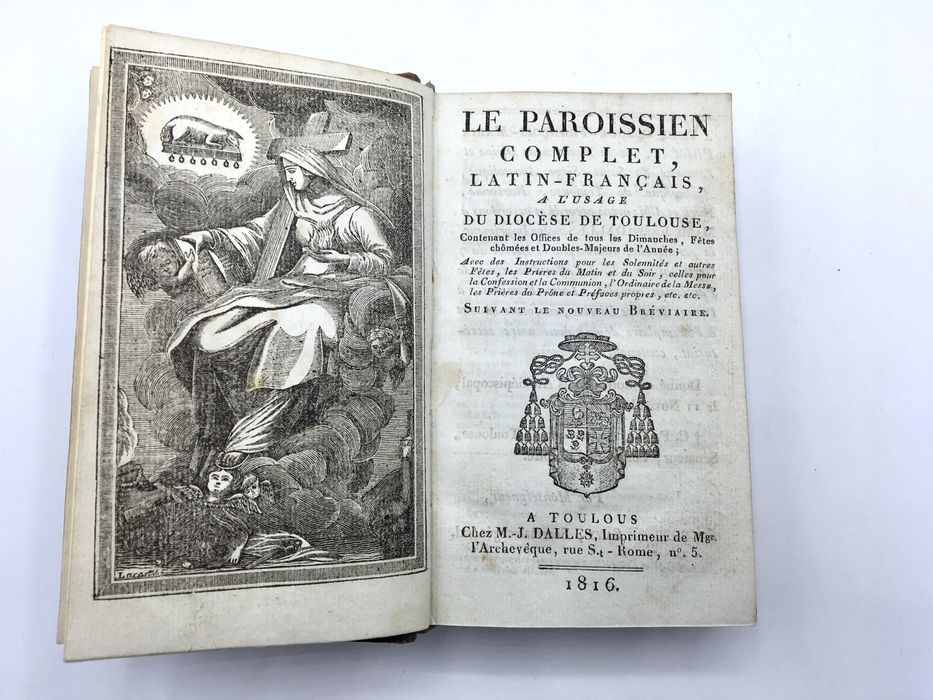 LE PAROISSIEN
COMPLET,
LATIN-FRANÇAIS,
A L'USAGE
DU DIOCÈSE DE TOULOUSE,
Contenant les Offices de tous les Dimanches, Fêtes
chômées et Doubles-Majeurs de l'Année;
Avec des Instructions pour les Solennités et autres
Fêtes, les Prières du Matin et du Soir, celles pour
la Confession et la Communion, l'Ordinaire de la Messe,
les Prières du Prône et Préfaces propres, etc. etc.
SUIVANT LE NOUVEAU BRÉVIAIRE.
A TOULOUS
Chez M.-J. DALLES, Imprimeur de Mgr.
l'Archevêque, rue S.t-Rome, n°. 5.
1816.